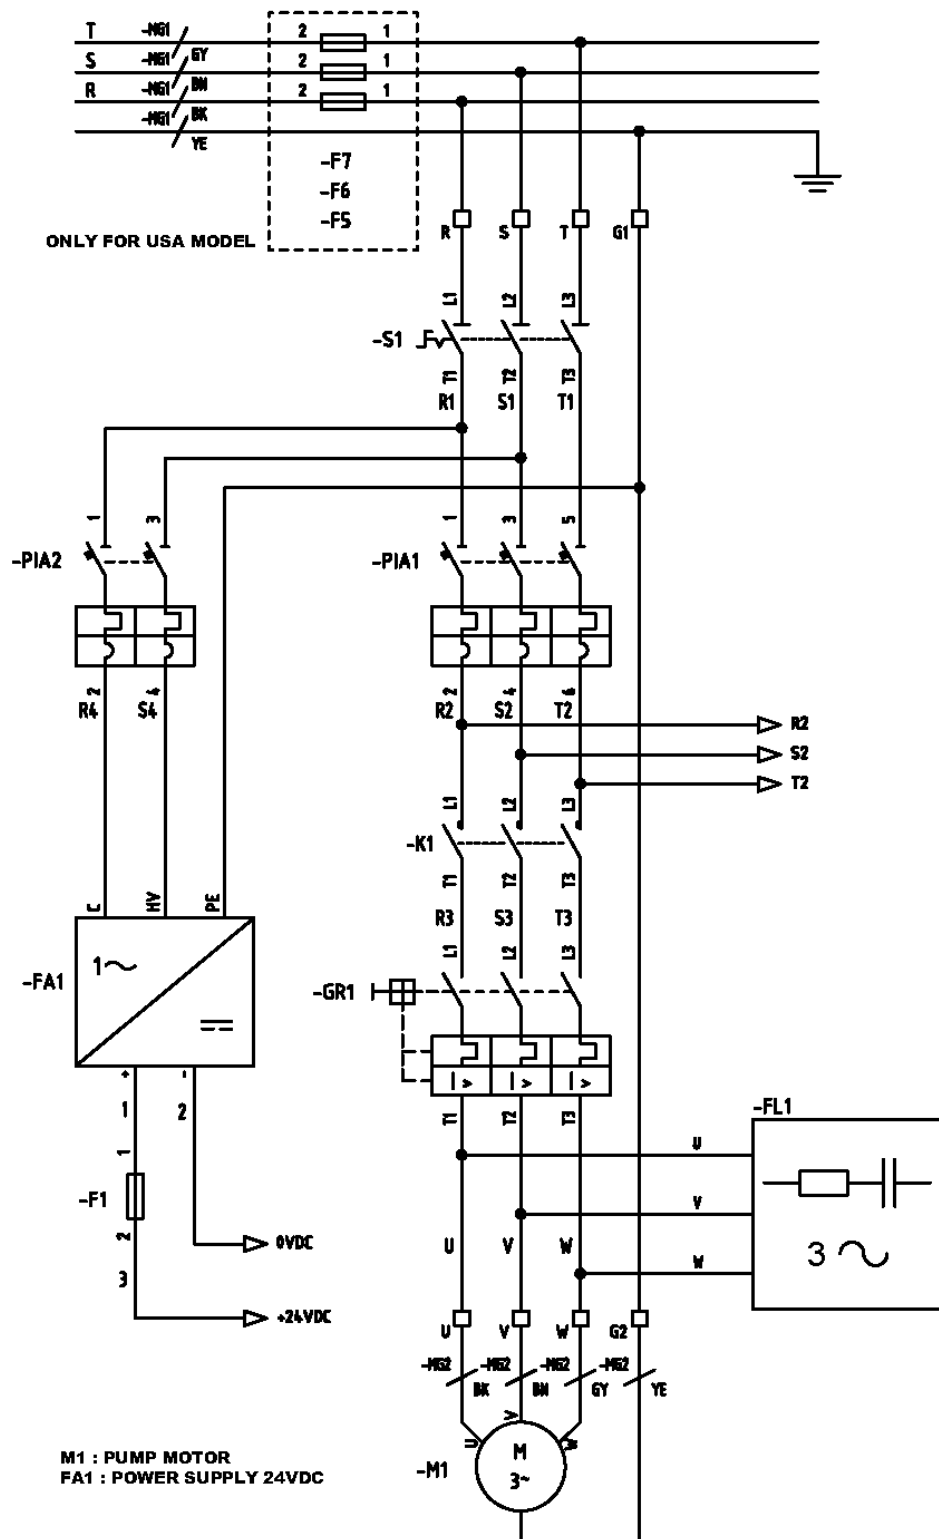 T -MG1 2 1
GY
S -MG1 2 1
BN
R -MG1 2 1
BK
-MG1
YE
-F7
-F6
-F5
ONLY FOR USA MODEL
R S T G1
L1 L2 L3
-S1
T1 T2 T3
R1 S1 T1
1 3 1 3 5
-PIA2 -PIA1
2 4 2 4 6
R4 S4 R2 S2 T2
R2
S2
T2
L1 L2 L3
-K1
T1 T2 T3
C HV PE
R3 S3 T3
L1 L2 L3
1~
-FA1
-GR1
I> I> I>
+ -
1 2
T1 T2 T3
-FL1
U
1
-F1
V
2
3 ~
0VDC
U V W
W
3
+24VDC
U V W G2
-MG2 -MG2 -MG2 -MG2
BK BN GY YE
U V W
M
3~
-M1
M1 : PUMP MOTOR
FA1 : POWER SUPPLY 24VDC